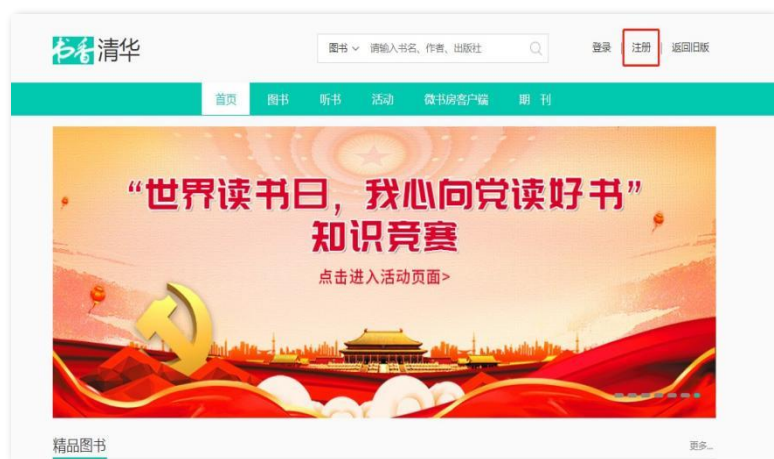 书香清华
图书 请输入书名、作者、出版社
登录 | 注册 | 返回旧版
首页 图书 听书 活动 微书房客户端 期 刊
“世界读书日，我心向党读好书”
知识竞赛
点击进入活动页面>
精品图书
更多...